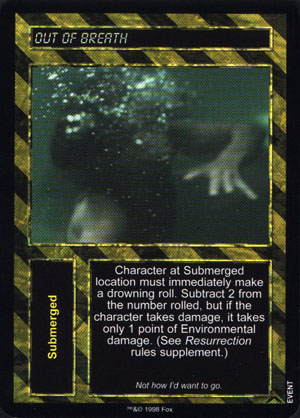 OUT OF BREATH
Submerged
Character at Submerged
location must immediately make
a drowning roll. Subtract 2 from
the number rolled, but if the
character takes damage, it takes
only 1 point of Environmental
damage. (See Resurrection
rules supplement.)
Not how I'd want to go.
™&© 1998 Fox
EVENT